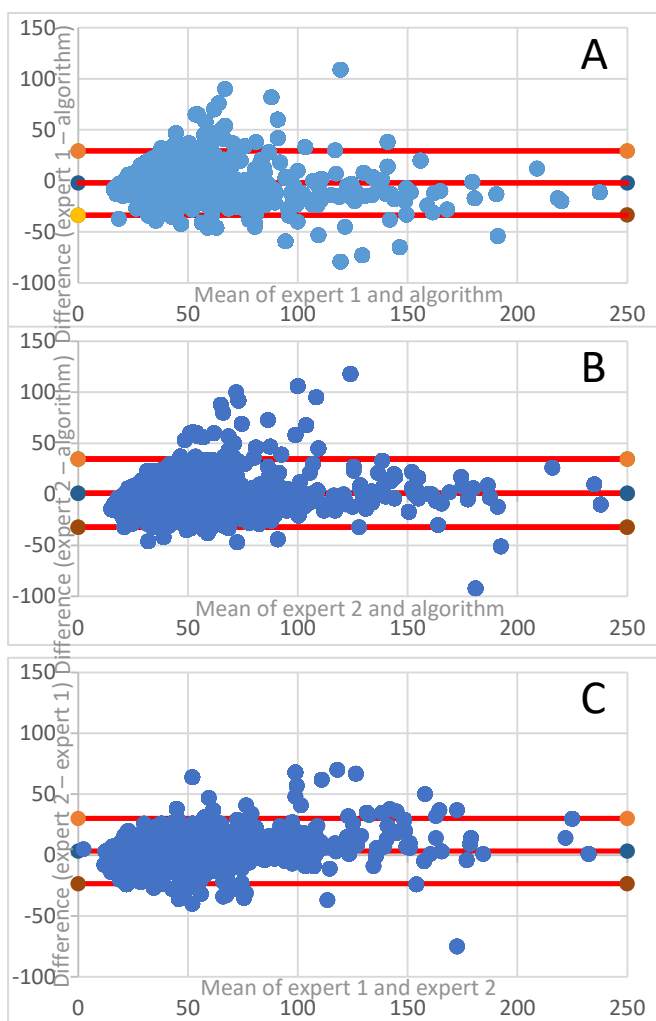 A
150
100
50
0
-50
-100
0 50 100 150 200 250
Difference (expert 1 – algorithm)
Mean of expert 1 and algorithm
B
150
100
50
0
-50
-100
0 50 100 150 200 250
Difference (expert 2 – algorithm)
Mean of expert 2 and algorithm
C
150
100
50
0
-50
-100
0 50 100 150 200 250
Difference (expert 2 – expert 1)
Mean of expert 1 and expert 2